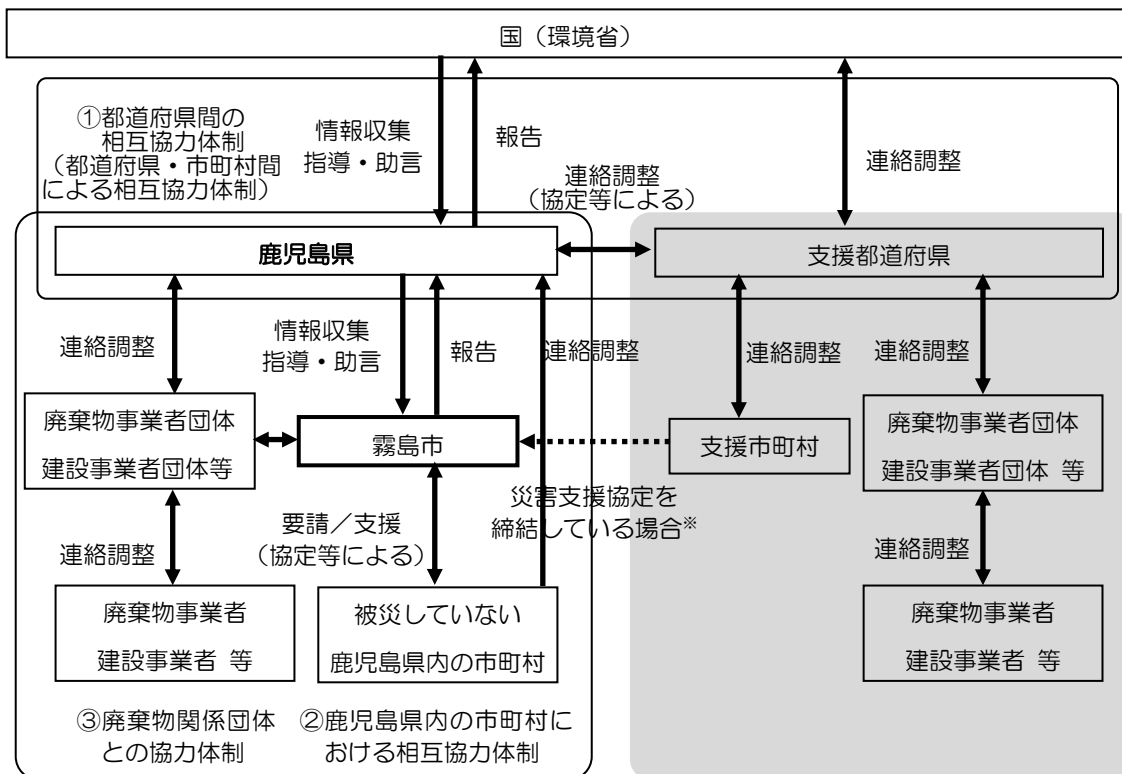 国（環境省）
①都道府県間の
相互協力体制
（都道府県・市町村間
による相互協力体制）
情報収集
指導・助言
報告
連絡調整
（協定等による）
連絡調整
鹿児島県
支援都道府県
連絡調整
情報収集
指導・助言
報告
連絡調整
連絡調整
連絡調整
廃棄物事業者団体
建設事業者団体等
霧島市
支援市町村
廃棄物事業者団体
建設事業者団体 等
災害支援協定を
締結している場合※
連絡調整
要請／支援
（協定等による）
連絡調整
廃棄物事業者
建設事業者 等
被災していない
鹿児島県内の市町村
廃棄物事業者
建設事業者 等
③廃棄物関係団体
との協力体制
②鹿児島県内の市町村に
おける相互協力体制